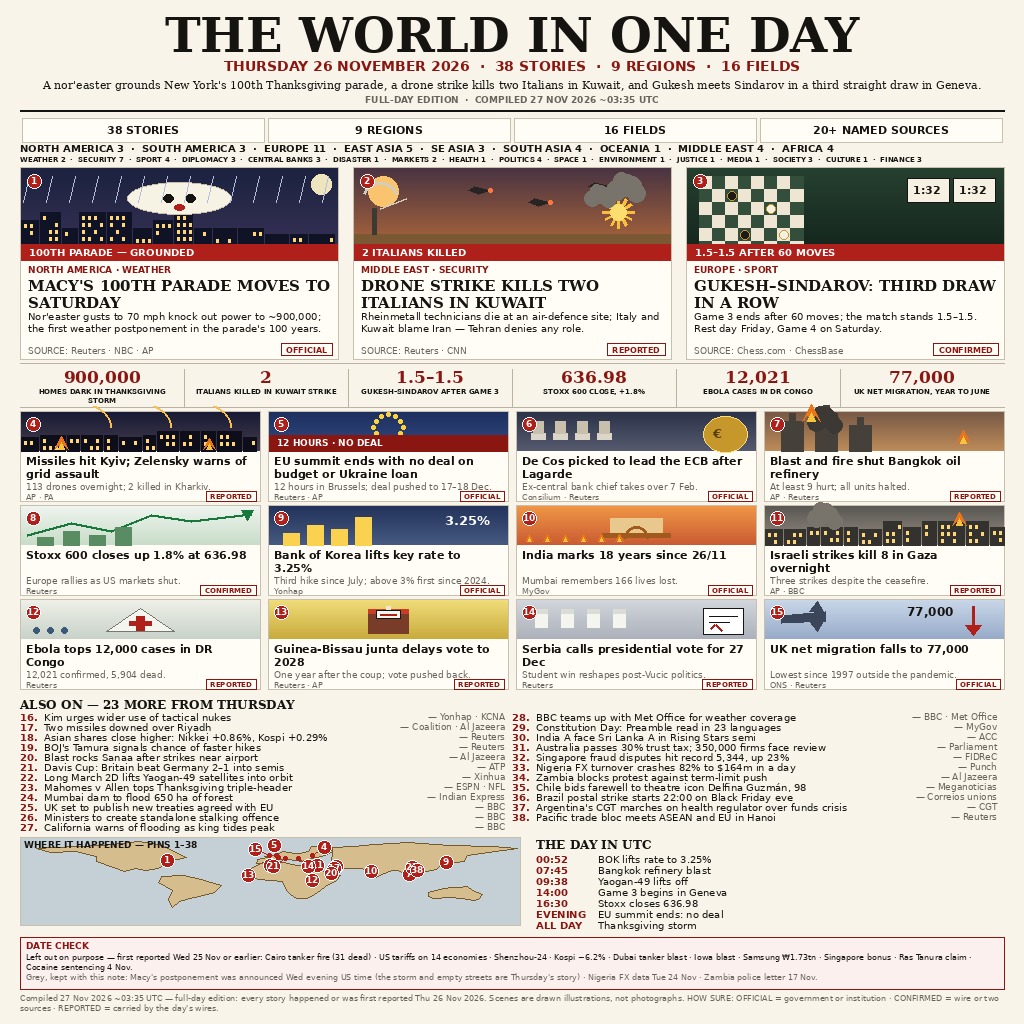 THE WORLD IN ONE DAY
THURSDAY 26 NOVEMBER 2026 · 38 STORIES · 9 REGIONS · 16 FIELDS
A nor'easter grounds New York's 100th Thanksgiving parade, a drone strike kills two Italians in Kuwait, and Gukesh meets Sindarov in a third straight draw in Geneva.
FULL-DAY EDITION · COMPILED 27 NOV 2026 ~03:35 UTC
38 STORIES
9 REGIONS
16 FIELDS
20+ NAMED SOURCES
NORTH AMERICA 3 · SOUTH AMERICA 3 · EUROPE 11 · EAST ASIA 5 · SE ASIA 3 · SOUTH ASIA 4 · OCEANIA 1 · MIDDLE EAST 4 · AFRICA 4
WEATHER 2 · SECURITY 7 · SPORT 4 · DIPLOMACY 3 · CENTRAL BANKS 3 · DISASTER 1 · MARKETS 2 · HEALTH 1 · POLITICS 4 · SPACE 1 · ENVIRONMENT 1 · JUSTICE 1 · MEDIA 1 · SOCIETY 3 · CULTURE 1 · FINANCE 3
1
100TH PARADE — GROUNDED
NORTH AMERICA · WEATHER
MACY'S 100TH PARADE MOVES TO
SATURDAY
Nor'easter gusts to 70 mph knock out power to ~900,000;
the first weather postponement in the parade's 100 years.
SOURCE: Reuters · NBC · AP
OFFICIAL
2
2 ITALIANS KILLED
MIDDLE EAST · SECURITY
DRONE STRIKE KILLS TWO
ITALIANS IN KUWAIT
Rheinmetall technicians die at an air-defence site; Italy and
Kuwait blame Iran — Tehran denies any role.
SOURCE: Reuters · CNN
REPORTED
3
1:32
1:32
1.5–1.5 AFTER 60 MOVES
EUROPE · SPORT
GUKESH–SINDAROV: THIRD DRAW
IN A ROW
Game 3 ends after 60 moves; the match stands 1.5–1.5.
Rest day Friday, Game 4 on Saturday.
SOURCE: Chess.com · ChessBase
CONFIRMED
900,000
HOMES DARK IN THANKSGIVING
STORM
2
ITALIANS KILLED IN KUWAIT STRIKE
1.5–1.5
GUKESH–SINDAROV AFTER GAME 3
636.98
STOXX 600 CLOSE, +1.8%
12,021
EBOLA CASES IN DR CONGO
77,000
UK NET MIGRATION, YEAR TO JUNE
4
Missiles hit Kyiv; Zelensky warns of
grid assault
113 drones overnight; 2 killed in Kharkiv.
AP · PA
REPORTED
5
12 HOURS · NO DEAL
EU summit ends with no deal on
budget or Ukraine loan
12 hours in Brussels; deal pushed to 17–18 Dec.
Reuters · AP
OFFICIAL
6
€
De Cos picked to lead the ECB after
Lagarde
Ex-central bank chief takes over 7 Feb.
Consilium · Reuters
OFFICIAL
7
Blast and fire shut Bangkok oil
refinery
At least 9 hurt; all units halted.
AP · Reuters
REPORTED
8
Stoxx 600 closes up 1.8% at 636.98
Europe rallies as US markets shut.
Reuters
CONFIRMED
9
3.25%
Bank of Korea lifts key rate to
3.25%
Third hike since July; above 3% first since 2024.
Yonhap
OFFICIAL
10
India marks 18 years since 26/11
Mumbai remembers 166 lives lost.
MyGov
OFFICIAL
11
Israeli strikes kill 8 in Gaza
overnight
Three strikes despite the ceasefire.
AP · BBC
REPORTED
12
Ebola tops 12,000 cases in DR
Congo
12,021 confirmed, 5,904 dead.
Reuters
REPORTED
13
Guinea-Bissau junta delays vote to
2028
One year after the coup; vote pushed back.
Reuters · AP
REPORTED
14
Serbia calls presidential vote for 27
Dec
Student win reshapes post-Vucic politics.
Reuters
REPORTED
15
77,000
UK net migration falls to 77,000
Lowest since 1997 outside the pandemic.
ONS · Reuters
OFFICIAL
ALSO ON — 23 MORE FROM THURSDAY
16. Kim urges wider use of tactical nukes — Yonhap · KCNA
17. Two missiles downed over Riyadh — Coalition · Al Jazeera
18. Asian shares close higher: Nikkei +0.86%, Kospi +0.29% — Reuters
19. BOJ's Tamura signals chance of faster hikes — Reuters
20. Blast rocks Sanaa after strikes near airport — Al Jazeera
21. Davis Cup: Britain beat Germany 2–1 into semis — ATP
22. Long March 2D lifts Yaogan-49 satellites into orbit — Xinhua
23. Mahomes v Allen tops Thanksgiving triple-header — ESPN · NFL
24. Mumbai dam to flood 650 ha of forest — Indian Express
25. UK set to publish new treaties agreed with EU — BBC
26. Ministers to create standalone stalking offence — BBC
27. California warns of flooding as king tides peak — BBC
28. BBC teams up with Met Office for weather coverage — BBC · Met Office
29. Constitution Day: Preamble read in 23 languages — MyGov
30. India A face Sri Lanka A in Rising Stars semi — ACC
31. Australia passes 30% trust tax; 350,000 firms face review — Parliament
32. Singapore fraud disputes hit record 5,344, up 23% — FIDReC
33. Nigeria FX turnover crashes 82% to $164m in a day — Punch
34. Zambia blocks protest against term-limit push — Al Jazeera
35. Chile bids farewell to theatre icon Delfina Guzmán, 98 — Meganoticias
36. Brazil postal strike starts 22:00 on Black Friday eve — Correios unions
37. Argentina's CGT marches on health regulator over funds crisis — CGT
38. Pacific trade bloc meets ASEAN and EU in Hanoi — Reuters
WHERE IT HAPPENED — PINS 1–38
1
15
5
4
21
14
13
12
20
10
38
9
THE DAY IN UTC
00:52 BOK lifts rate to 3.25%
07:45 Bangkok refinery blast
09:38 Yaogan-49 lifts off
14:00 Game 3 begins in Geneva
16:30 Stoxx closes 636.98
EVENING EU summit ends: no deal
ALL DAY Thanksgiving storm
DATE CHECK
Left out on purpose — first reported Wed 25 Nov or earlier: Cairo tanker fire (31 dead) · US tariffs on 14 economies · Shenzhou-24 · Kospi −6.2% · Dubai tanker blast · Iowa blast · Samsung ₩1.73tn · Singapore bonus · Ras Tanura claim ·
Cocaine sentencing 4 Nov.
Grey, kept with this note: Macy's postponement was announced Wed evening US time (the storm and empty streets are Thursday's story) · Nigeria FX data Tue 24 Nov · Zambia police letter 17 Nov.
Compiled 27 Nov 2026 ~03:35 UTC — full-day edition: every story happened or was first reported Thu 26 Nov 2026. Scenes are drawn illustrations, not photographs. HOW SURE: OFFICIAL = government or institution · CONFIRMED = wire or two
sources · REPORTED = carried by the day's wires.